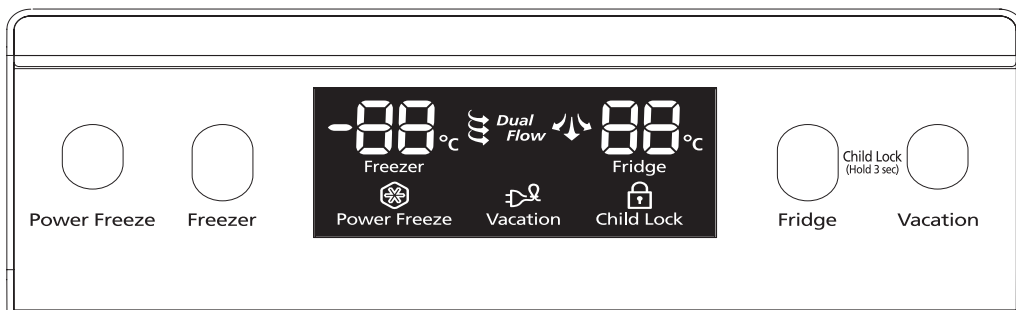 -88°C
Dual
Flow
88°C
Freezer
Fridge
Power Freeze
Vacation
Child Lock
Power Freeze
Freezer
Child Lock
(Hold 3 sec)
Fridge
Vacation